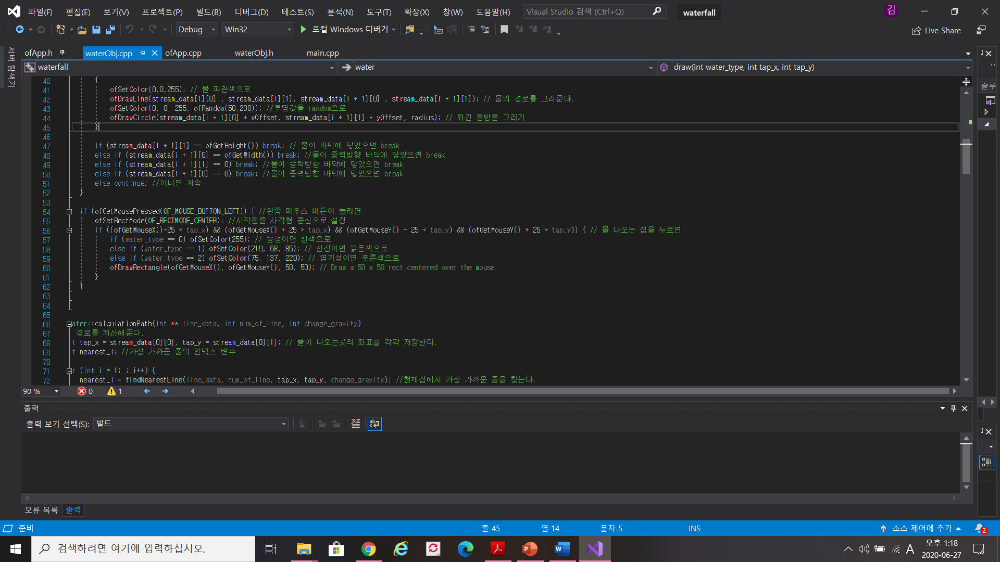 파일(F) 편집(E) 보기(V) 프로젝트(P) 빌드(B) 디버그(D) 테스트(S) 분석(N) 도구(T) 확장(X) 창(W) 도움말(H) Visual Studio 검색 (Ctrl+Q) waterfall 김
Debug Win32 로컬 Windows 디버거 Live Share
서버 탐색기
ofApp.h waterObj.cpp ofApp.cpp waterObj.h main.cpp
waterfall water draw(int water_type, int tap_x, int tap_y)
솔루
40 {
41 ofSetColor(0,0,255); // 물 파란색으로
42 ofDrawLine(stream_data[i][0] , stream_data[i][1], stream_data[i + 1][0] , stream_data[i + 1][1]); // 물의 경로를 그려준다.
43 ofSetColor(0, 0, 255, ofRandom(50,200)); //투명값을 random으로
44 ofDrawCircle(stream_data[i + 1][0] + xOffset, stream_data[i + 1][1] + yOffset, radius); // 튀긴 물방울 그리기
45 }
46
47 if (stream_data[i + 1][1] == ofGetHeight()) break; // 물이 바닥에 닿았으면 break
48 else if (stream_data[i + 1][0] == ofGetWidth()) break; //물이 중력방향 바닥에 닿았으면 break
49 else if (stream_data[i + 1][1] == 0) break; //물이 중력방향 바닥에 닿았으면 break
50 else if (stream_data[i + 1][0] == 0) break; //물이 중력방향 바닥에 닿았으면 break
51 else continue; //아니면 계속
52 }
53
54 if (ofGetMousePressed(OF_MOUSE_BUTTON_LEFT)) { //왼쪽 마우스 버튼이 눌리면
55 ofSetRectMode(OF_RECTMODE_CENTER); //시작점을 사각형 중심으로 설정
56 if ((ofGetMouseX()-25 < tap_x) && (ofGetMouseX() + 25 > tap_x) && (ofGetMouseY() - 25 < tap_y) && (ofGetMouseY() + 25 > tap_y)) { // 물 나오는 점을 누르면
57 if (water_type == 0) ofSetColor(255); // 중성이면 흰색으로
58 else if (water_type == 1) ofSetColor(219, 68, 85); // 산성이면 붉은색으로
59 else if (water_type == 2) ofSetColor(75, 137, 220); // 염기성이면 푸른색으로
60 ofDrawRectangle(ofGetMouseX(), ofGetMouseY(), 50, 50); // Draw a 50 x 50 rect centered over the mouse
61 }
62 }
63
64
65
66 ater::calculationPath(int ** line_data, int num_of_line, int change_gravity)
67 경로를 계산해준다.
68 t tap_x = stream_data[0][0], tap_y = stream_data[0][1]; // 물이 나오는곳의 좌표를 각각 저장한다.
69 t nearest_i; //가장 가까운 줄의 인덱스 변수
70
71 r (int i = 1; ; i++) {
72 nearest_i = findNearestLine(line_data, num_of_line, tap_x, tap_y, change_gravity); //현재점에서 가장 가까운 줄을 찾는다.
90 % 0 1
출력
출력 보기 선택(S): 빌드
오류 목록 출력
준비 줄 45 열 14 문자 5 INS 소스 제어에 추가 2
검색하려면 여기에 입력하십시오. A 오후 1:18
2020-06-27